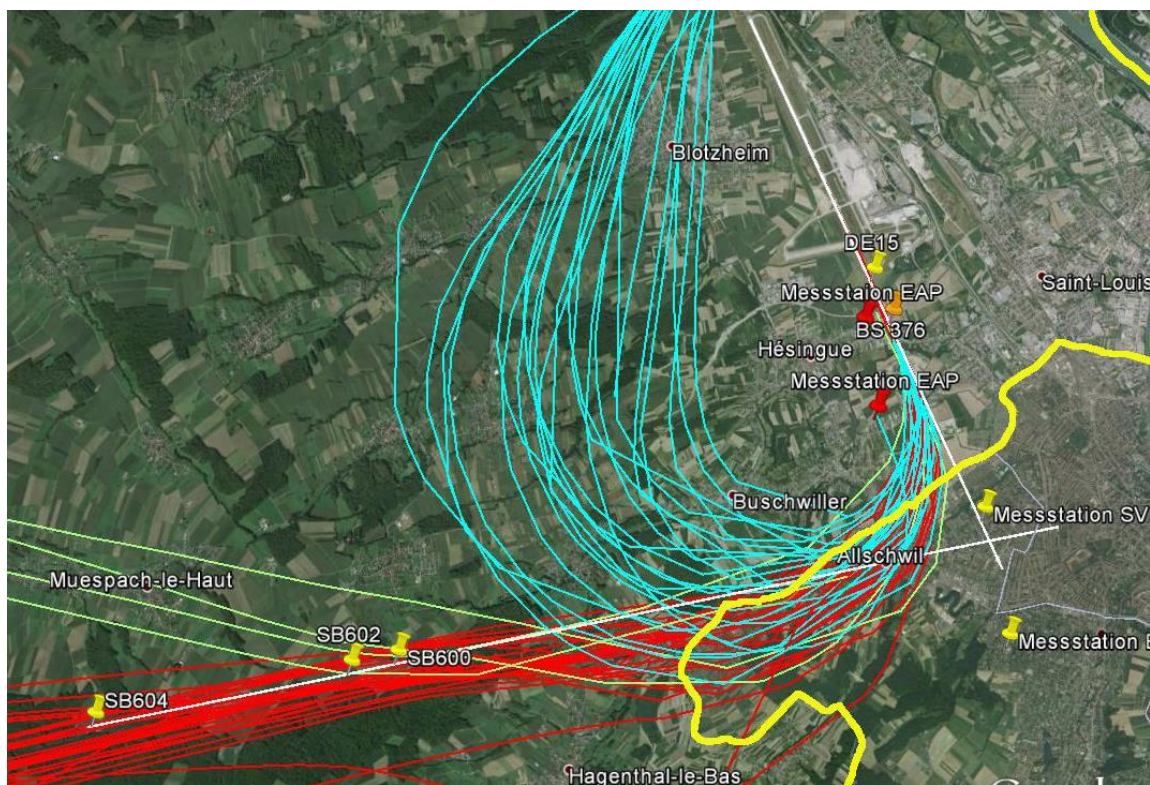 Blotzheim
DE15
Saint-Louis
Messstaion EAP
BS 376
Hésingue
Messstation EAP
Buschwiller
Messstation SV
Allschwil
Muespach-le-Haut
SB602
SB600
Messstation E
SB604
Hagenthal-le-Bas